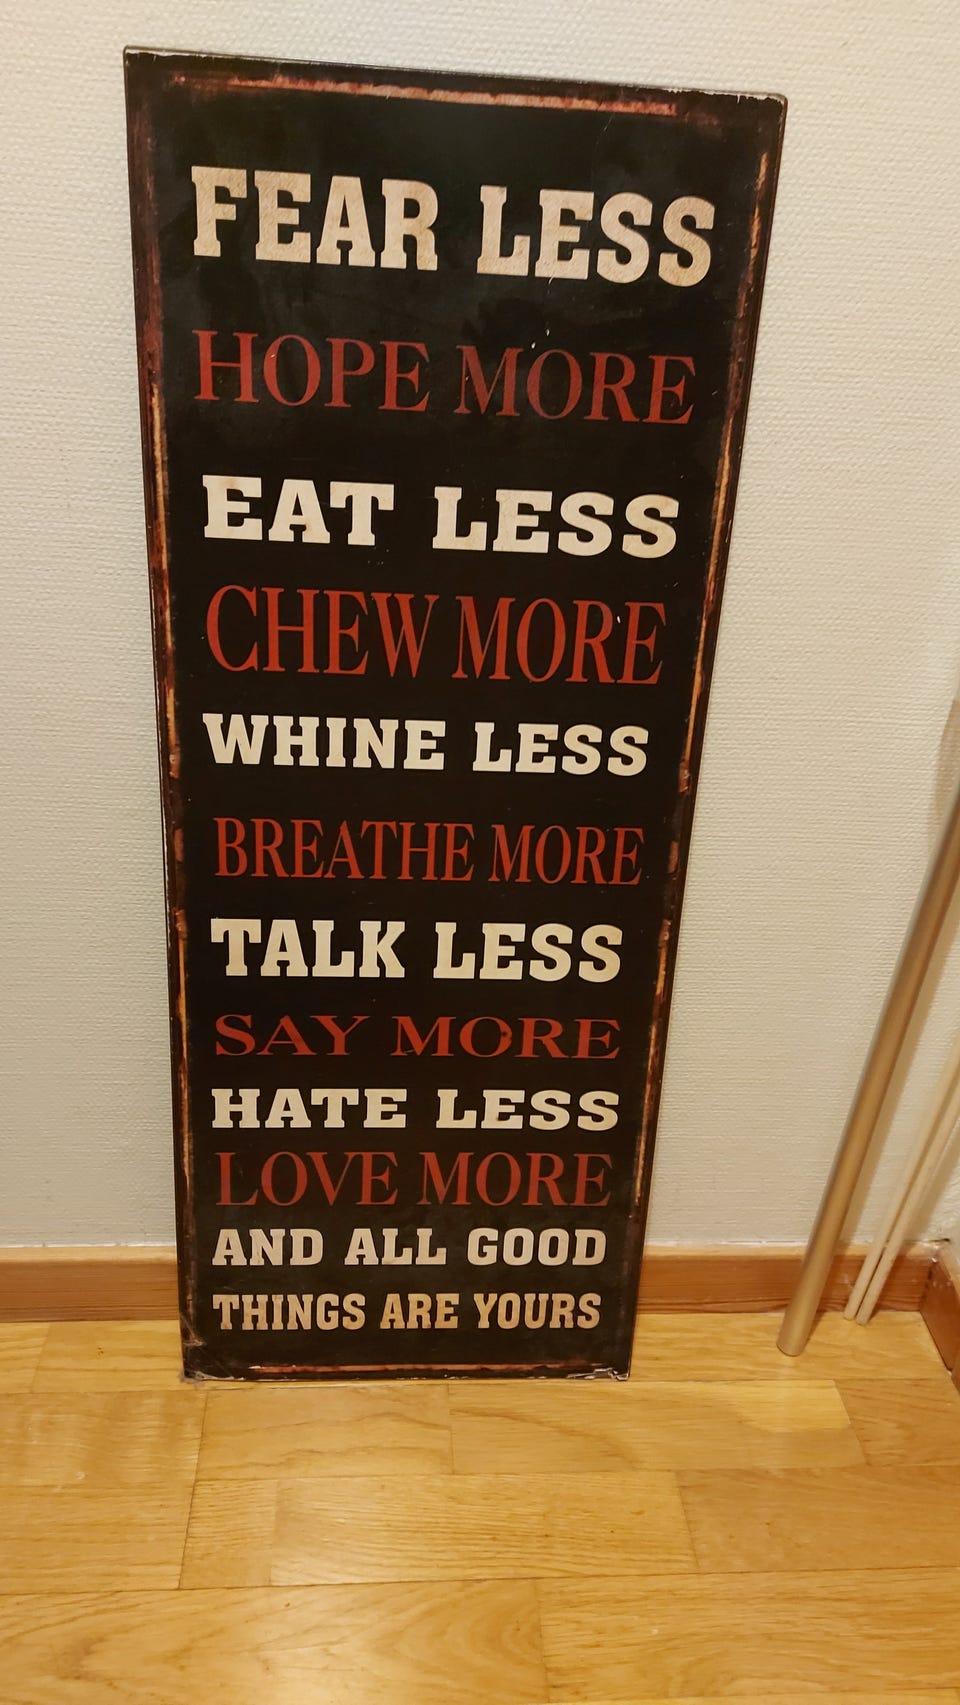 FEAR LESS
HOPE MORE
EAT LESS
CHEW MORE
WHINE LESS
BREATHE MORE
TALK LESS
SAY MORE
HATE LESS
LOVE MORE
AND ALL GOOD
THINGS ARE YOURS